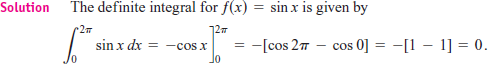 Solution The definite integral for f(x) = sin x is given by
∫₀^{2π} sin x dx = −cos x]₀^{2π} = −[cos 2π − cos 0] = −[1 − 1] = 0.